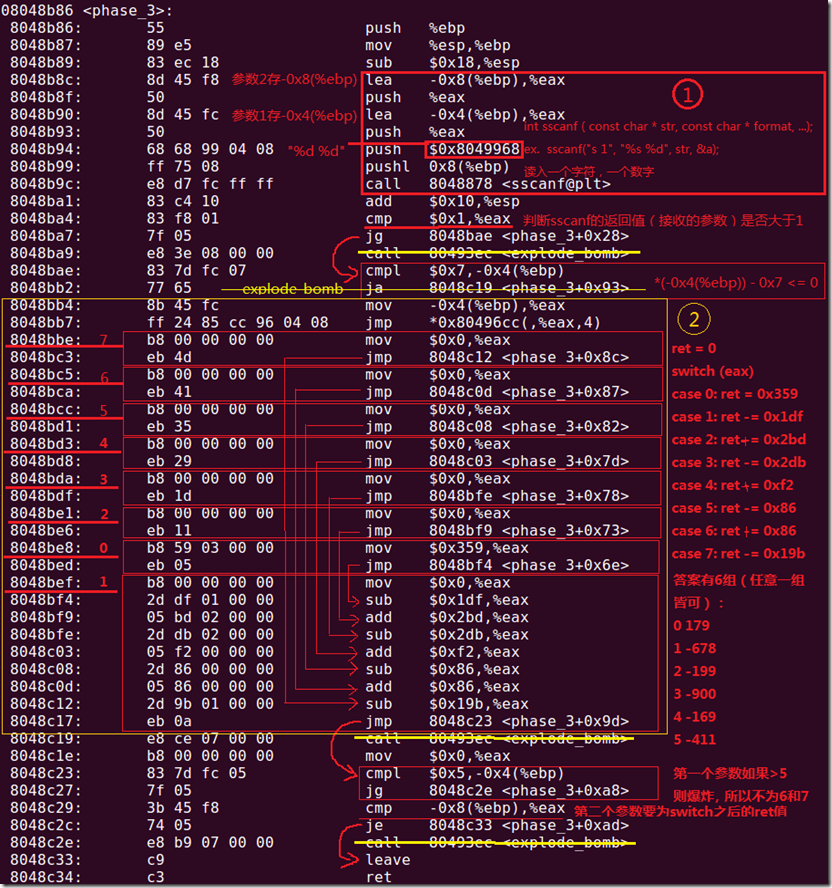 08048b86 <phase_3>:
8048b86: 55 push %ebp
8048b87: 89 e5 mov %esp,%ebp
8048b89: 83 ec 18 sub $0x18,%esp
8048b8c: 8d 45 f8 参数2存-0x8(%ebp) lea -0x8(%ebp),%eax
8048b8f: 50 push %eax ①
8048b90: 8d 45 fc 参数1存-0x4(%ebp) lea -0x4(%ebp),%eax
8048b93: 50 push %eax int sscanf ( const char * str, const char * format, ...);
8048b94: 68 68 99 04 08 "%d %d" push $0x8049968 ex. sscanf("s 1", "%s %d", str, &a);
8048b99: ff 75 08 pushl 0x8(%ebp) 读入一个字符，一个数字
8048b9c: e8 d7 fc ff ff call 8048878 <sscanf@plt>
8048ba1: 83 c4 10 add $0x10,%esp
8048ba4: 83 f8 01 cmp $0x1,%eax 判断sscanf的返回值（接收的参数）是否大于1
8048ba7: 7f 05 jg 8048bae <phase_3+0x28>
8048ba9: e8 3e 08 00 00 call 80493ec <explode_bomb>
8048bae: 83 7d fc 07 cmpl $0x7,-0x4(%ebp)
8048bb2: 77 65 explode_bomb ja 8048c19 <phase_3+0x93> *(-0x4(%ebp)) - 0x7 <= 0
8048bb4: 8b 45 fc mov -0x4(%ebp),%eax
8048bb7: ff 24 85 cc 96 04 08 jmp *0x80496cc(,%eax,4) ②
8048bbe: 7 b8 00 00 00 00 mov $0x0,%eax ret = 0
8048bc3: eb 4d jmp 8048c12 <phase_3+0x8c> switch (eax)
8048bc5: 6 b8 00 00 00 00 mov $0x0,%eax
8048bca: eb 41 jmp 8048c0d <phase_3+0x87> case 0: ret = 0x359
8048bcc: 5 b8 00 00 00 00 mov $0x0,%eax case 1: ret -= 0x1df
8048bd1: eb 35 jmp 8048c08 <phase_3+0x82>
8048bd3: 4 b8 00 00 00 00 mov $0x0,%eax case 2: ret += 0x2bd
8048bd8: eb 29 jmp 8048c03 <phase_3+0x7d> case 3: ret -= 0x2db
8048bda: 3 b8 00 00 00 00 mov $0x0,%eax case 4: ret += 0xf2
8048bdf: eb 1d jmp 8048bfe <phase_3+0x78>
8048be1: 2 b8 00 00 00 00 mov $0x0,%eax case 5: ret -= 0x86
8048be6: eb 11 jmp 8048bf9 <phase_3+0x73> case 6: ret += 0x86
8048be8: 0 b8 59 03 00 00 mov $0x359,%eax case 7: ret -= 0x19b
8048bed: eb 05 jmp 8048bf4 <phase_3+0x6e>
8048bef: 1 b8 00 00 00 00 mov $0x0,%eax 答案有6组（任意一组
8048bf4: 2d df 01 00 00 sub $0x1df,%eax 皆可）：
8048bf9: 05 bd 02 00 00 add $0x2bd,%eax 0 179
8048bfe: 2d db 02 00 00 sub $0x2db,%eax 1 -678
8048c03: 05 f2 00 00 00 add $0xf2,%eax 2 -199
8048c08: 2d 86 00 00 00 sub $0x86,%eax
8048c0d: 05 86 00 00 00 add $0x86,%eax 3 -900
8048c12: 2d 9b 01 00 00 sub $0x19b,%eax 4 -169
8048c17: eb 0a jmp 8048c23 <phase_3+0x9d> 5 -411
8048c19: e8 ce 07 00 00 call 80493ec <explode_bomb>
8048c1e: b8 00 00 00 00 mov $0x0,%eax
8048c23: 83 7d fc 05 cmpl $0x5,-0x4(%ebp) 第一个参数如果>5
8048c27: 7f 05 jg 8048c2e <phase_3+0xa8> 则爆炸, 所以不为6和7
8048c29: 3b 45 f8 cmp -0x8(%ebp),%eax 第二个参数要为switch之后的ret值
8048c2c: 74 05 je 8048c33 <phase_3+0xad>
8048c2e: e8 b9 07 00 00 call 80493ec <explode_bomb>
8048c33: c9 leave
8048c34: c3 ret